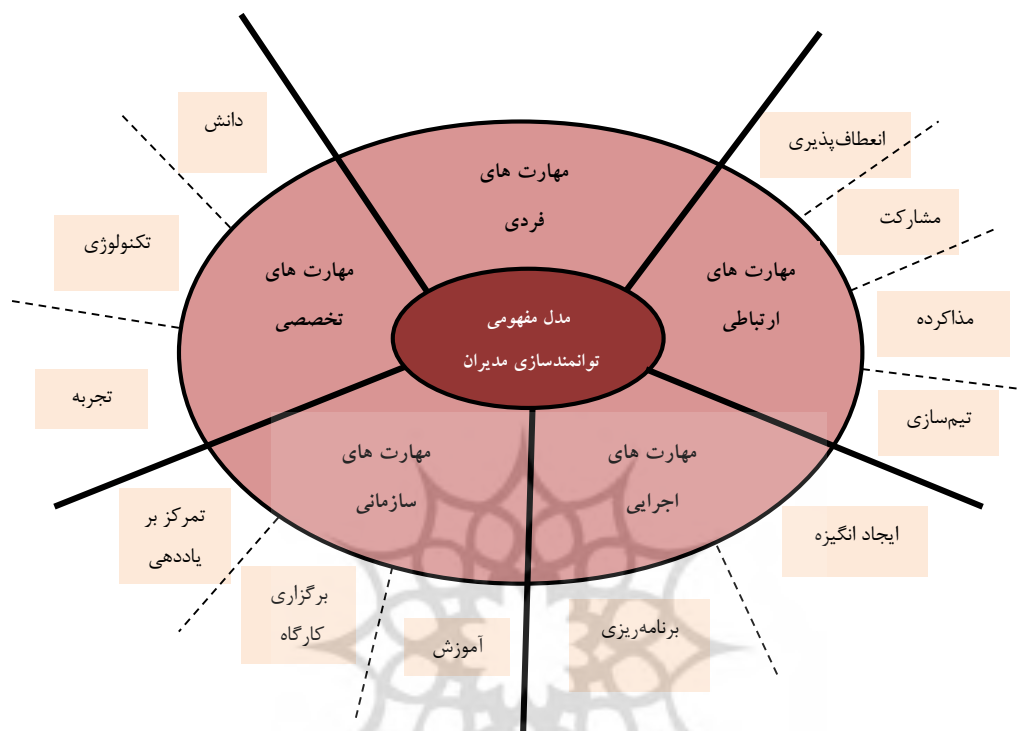 دانش
انعطاف‌پذیری
مهارت های
فردی
مشارکت
تکنولوژی
مهارت های
تخصصی
مهارت های
ارتباطی
مدل مفهومی
توانمندسازی مدیران
مذاکرده
تجربه
تیم‌سازی
مهارت های
سازمانی
مهارت های
اجرایی
تمرکز بر
یاددهی
ایجاد انگیزه
برگزاری
کارگاه
آموزش
برنامه‌ریزی